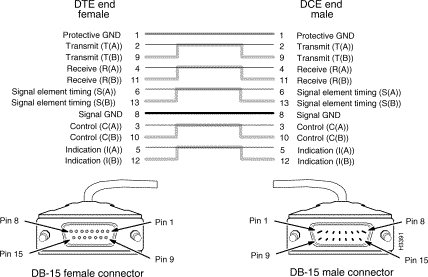 DTE end DCE end
female male
Protective GND 1 1 Protective GND
Transmit (T(A)) 2 2 Transmit (T(A))
Transmit (T(B)) 9 9 Transmit (T(B))
Receive (R(A)) 4 4 Receive (R(A))
Receive (R(B)) 11 11 Receive (R(B))
Signal element timing (S(A)) 6 6 Signal element timing (S(A))
Signal element timing (S(B)) 13 13 Signal element timing (S(B))
Signal GND 8 8 Signal GND
Control (C(A)) 3 3 Control (C(A))
Control (C(B)) 10 10 Control (C(B))
Indication (I(A)) 5 5 Indication (I(A))
Indication (I(B)) 12 12 Indication (I(B))
Pin 8 Pin 1 Pin 1 Pin 8
Pin 15 Pin 9 Pin 9 Pin 15
H3391
DB-15 female connector DB-15 male connector